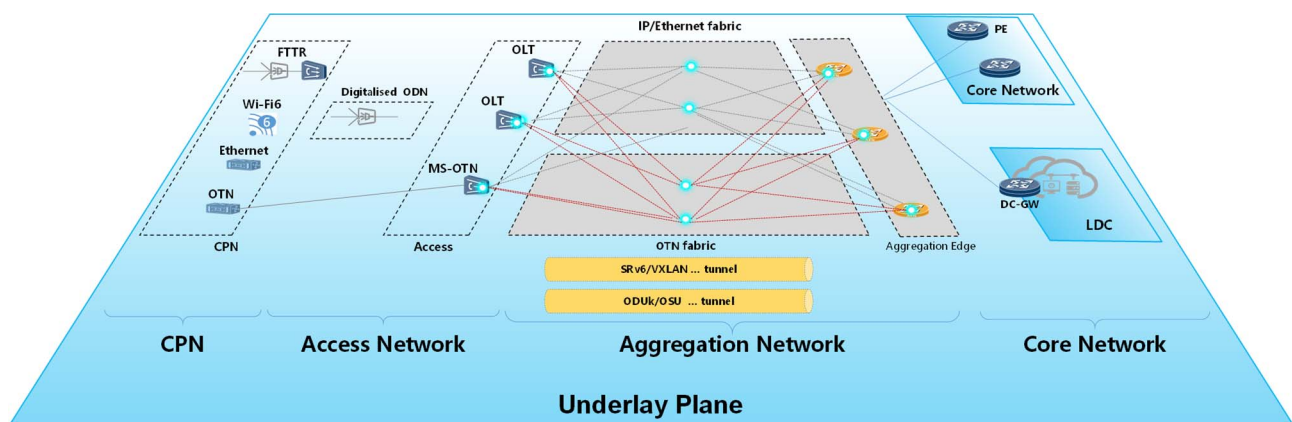 IP/Ethernet fabric
FTTR
OLT
PE
Core Network
Digitalised ODN
Wi-Fi6
6
OLT
Ethernet
MS-OTN
OTN
DC-GW
LDC
CPN
Access
OTN fabric
Aggregation Edge
SRv6/VXLAN ... tunnel
ODUk/OSU ... tunnel
CPN
Access Network
Aggregation Network
Core Network
Underlay Plane